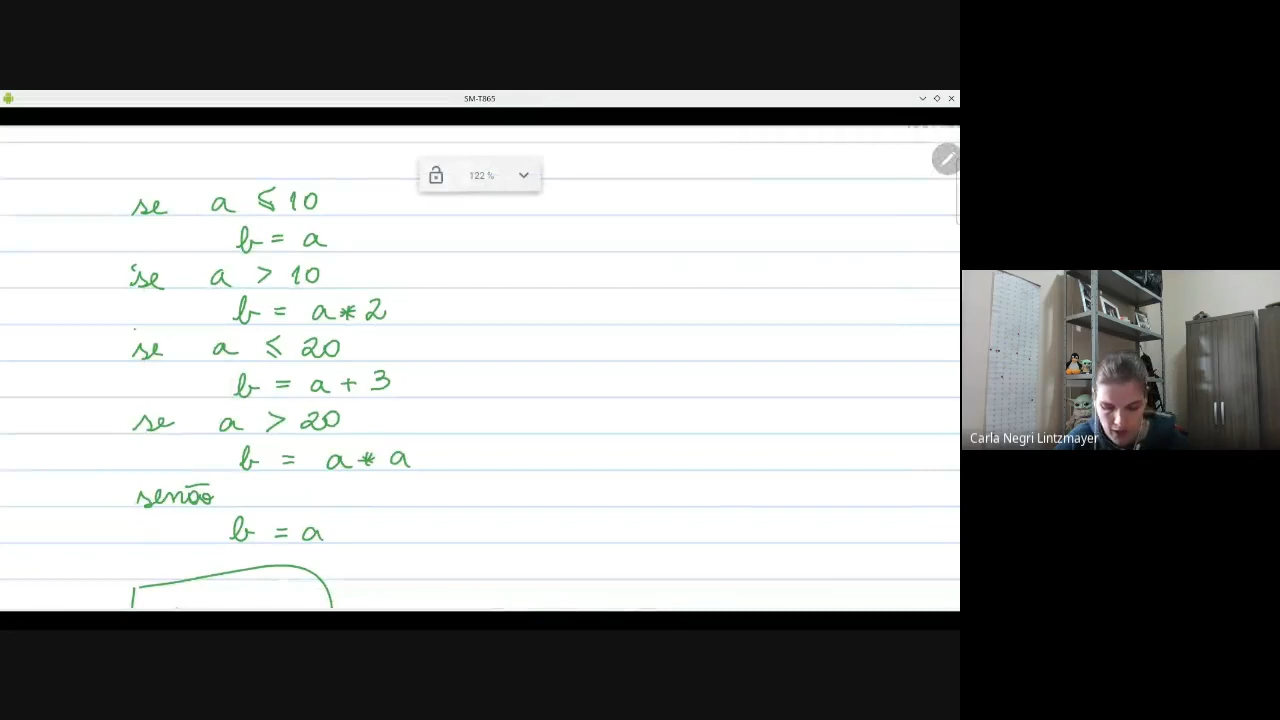 SM-T865
122 %
se a ≤ 10
b = a
se a > 10
b = a * 2
se a ≤ 20
b = a + 3
se a > 20
b = a * a
senão
b = a
Carla Negri Lintzmayer